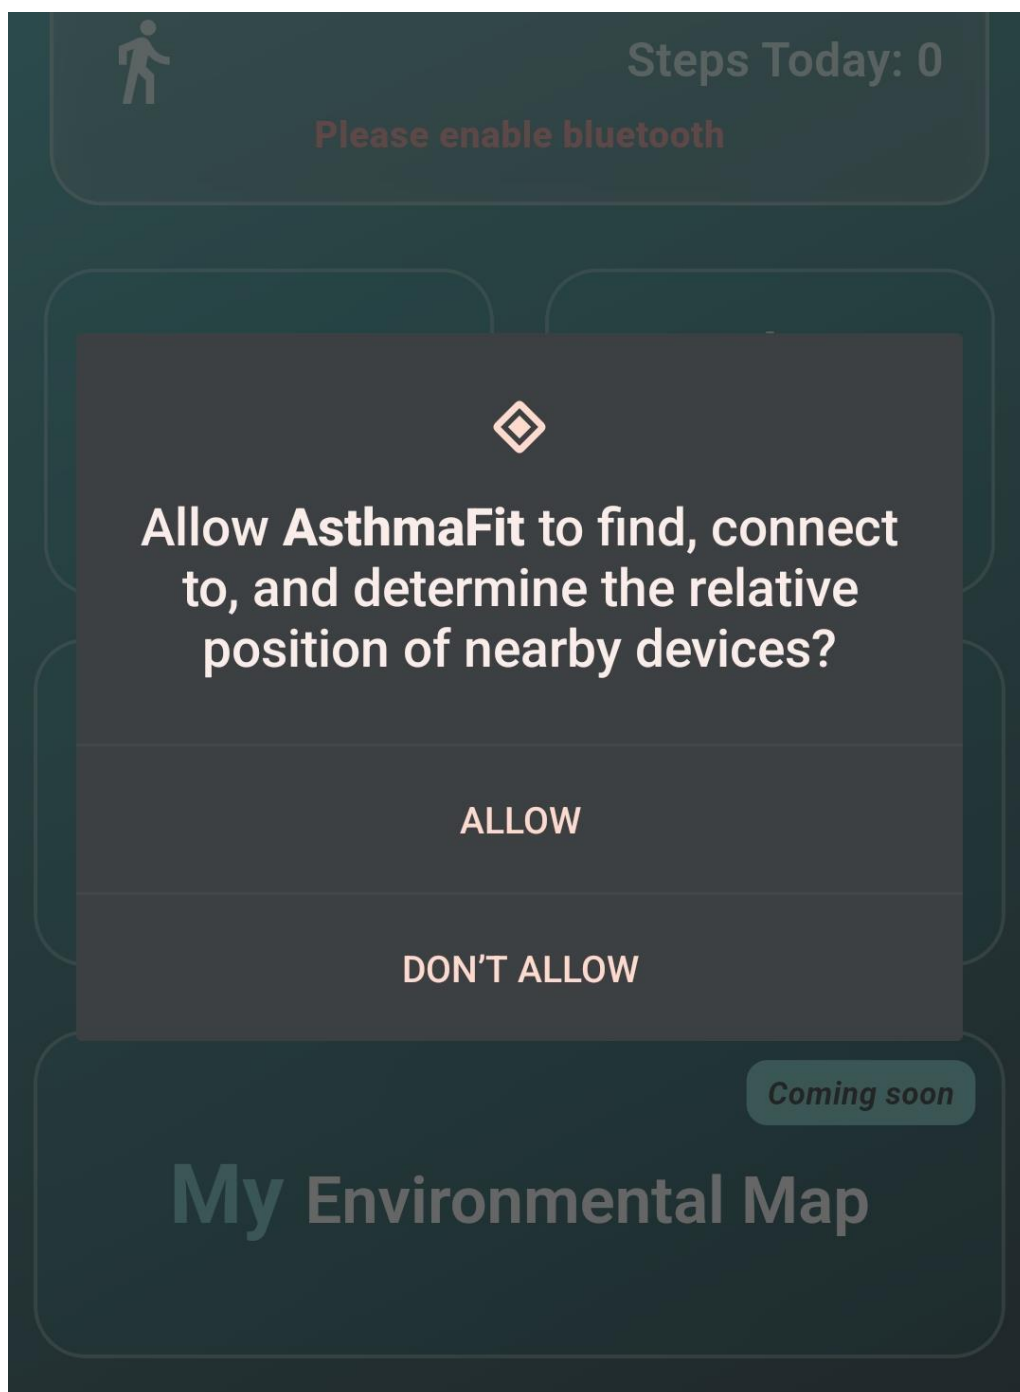 Steps Today: 0
Please enable bluetooth
Allow AsthmaFit to find, connect
to, and determine the relative
position of nearby devices?
ALLOW
DON’T ALLOW
Coming soon
My Environmental Map